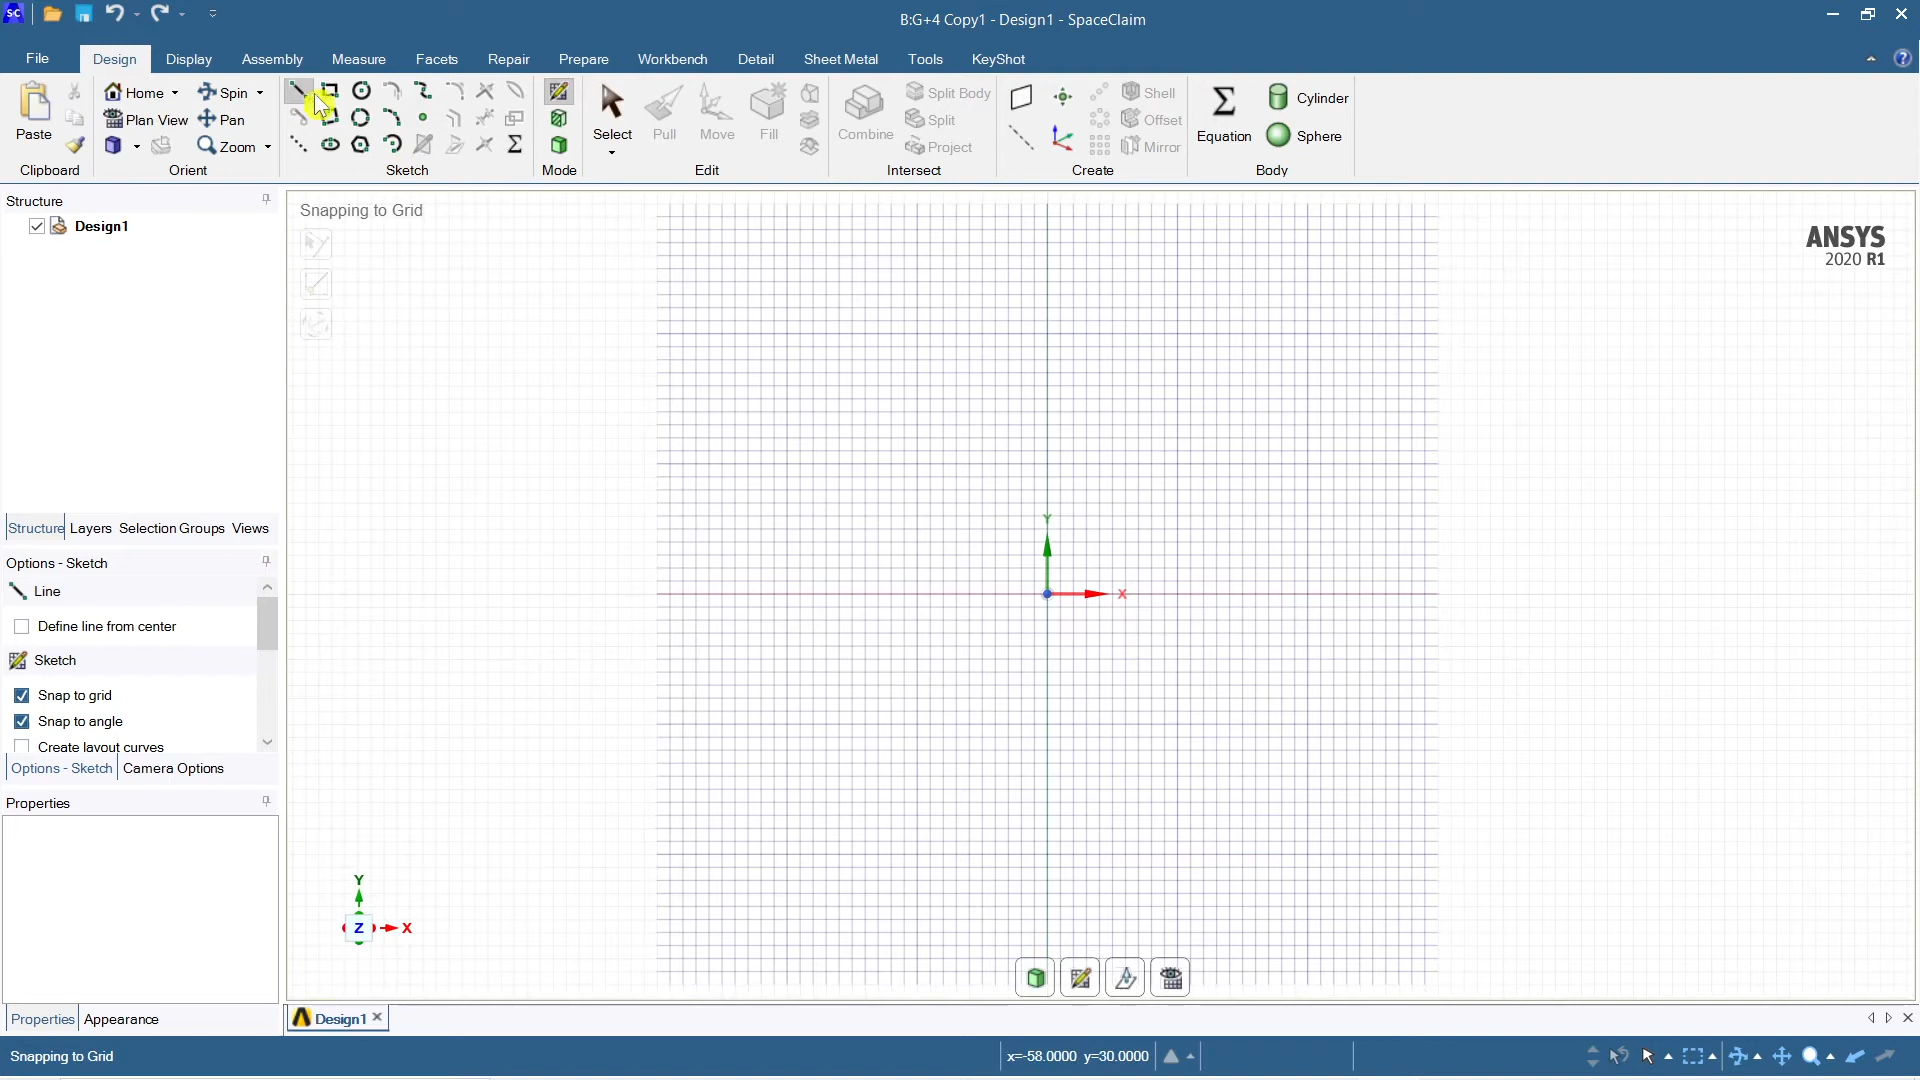 SC
B:G+4 Copy1 - Design1 - SpaceClaim
File Design Display Assembly Measure Facets Repair Prepare Workbench Detail Sheet Metal Tools KeyShot
Paste
Clipboard
Home Spin
Plan View Pan
Zoom
Orient
Sketch
Mode
Select Pull Move Fill
Edit
Combine
Split Body
Split
Project
Intersect
Shell
Offset
Mirror
Create
Equation
Cylinder
Sphere
Body
Structure
Design1
Structure Layers Selection Groups Views
Options - Sketch
Line
Define line from center
Sketch
Snap to grid
Snap to angle
Create layout curves
Options - Sketch Camera Options
Properties
Properties Appearance
Snapping to Grid
ANSYS
2020 R1
Y
X
Y
Z X
Design1
Snapping to Grid
x=-58.0000 y=30.0000